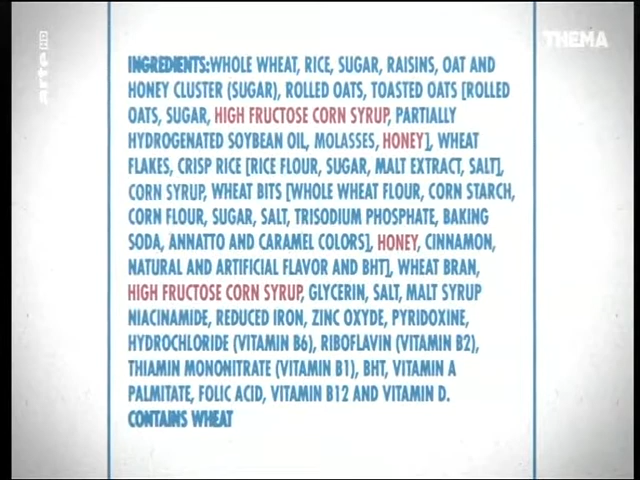 arte HD
THEMA
INGREDIENTS:WHOLE WHEAT, RICE, SUGAR, RAISINS, OAT AND
HONEY CLUSTER (SUGAR), ROLLED OATS, TOASTED OATS [ROLLED
OATS, SUGAR, HIGH FRUCTOSE CORN SYRUP, PARTIALLY
HYDROGENATED SOYBEAN OIL, MOLASSES, HONEY], WHEAT
FLAKES, CRISP RICE [RICE FLOUR, SUGAR, MALT EXTRACT, SALT],
CORN SYRUP, WHEAT BITS [WHOLE WHEAT FLOUR, CORN STARCH,
CORN FLOUR, SUGAR, SALT, TRISODIUM PHOSPHATE, BAKING
SODA, ANNATTO AND CARAMEL COLORS], HONEY, CINNAMON,
NATURAL AND ARTIFICIAL FLAVOR AND BHT], WHEAT BRAN,
HIGH FRUCTOSE CORN SYRUP, GLYCERIN, SALT, MALT SYRUP
NIACINAMIDE, REDUCED IRON, ZINC OXYDE, PYRIDOXINE,
HYDROCHLORIDE (VITAMIN B6), RIBOFLAVIN (VITAMIN B2),
THIAMIN MONONITRATE (VITAMIN B1), BHT, VITAMIN A
PALMITATE, FOLIC ACID, VITAMIN B12 AND VITAMIN D.
CONTAINS WHEAT